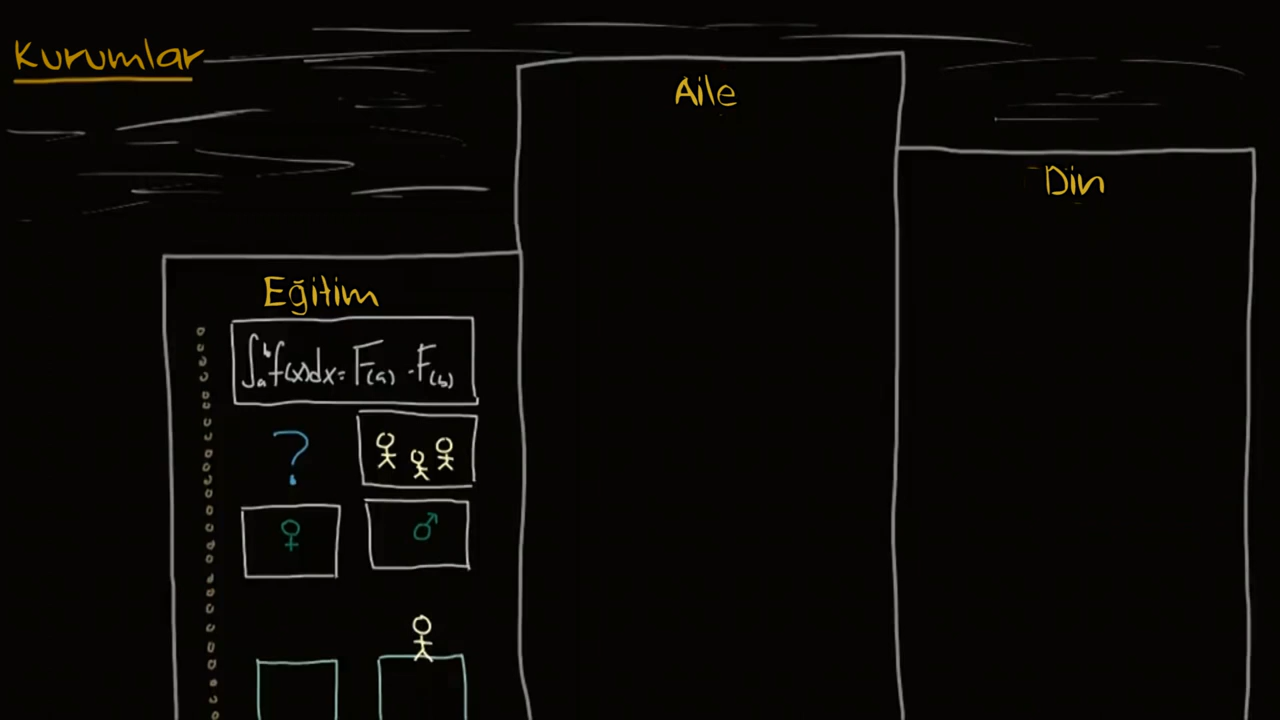 Kurumlar
Aile
Din
Eğitim
∫ₐᵇf(x)dx = F(a) - F(b)
?
♀ ♂